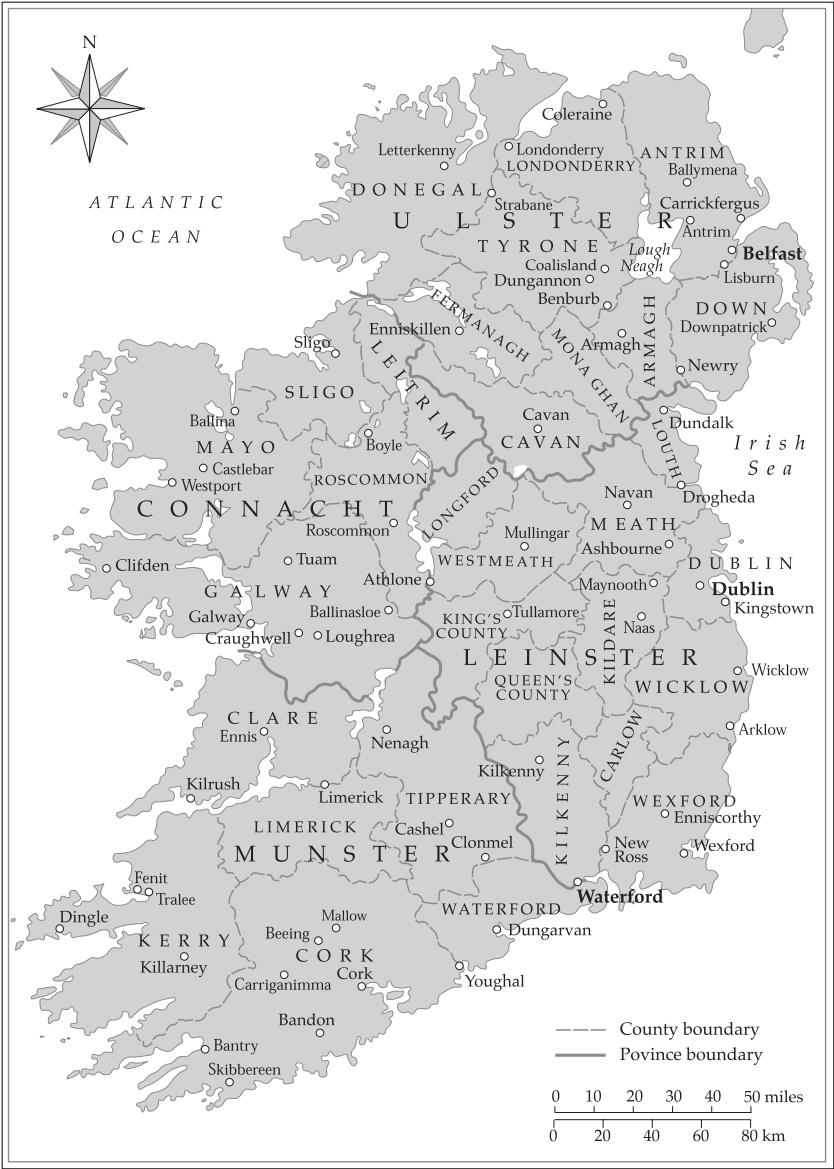 N
ATLANTIC
OCEAN
Coleraine
Letterkenny
Londonderry
LONDONDERRY
ANTRIM
Ballymena
DONEGAL
Strabane
Carrickfergus
ULSTER
Antrim
TYRONE
Lough
Neagh
Belfast
Coalisland
Lisburn
Dungannon
Benburb
FERMANAGH
ARMAGH
DOWN
Downpatrick
Enniskillen
Armagh
Sligo
LEITRIM
MONAGHAN
Newry
SLIGO
Ballina
Cavan
CAVAN
Dundalk
LOUTH
Irish
Sea
Boyle
MAYO
Castlebar
Westport
ROSCOMMON
LONGFORD
Navan
Drogheda
CONNACHT
Roscommon
MEATH
Mullingar
Ashbourne
WESTMEATH
Clifden
Tuam
DUBLIN
Athlone
Maynooth
Dublin
GALWAY
Kingstown
Galway
Ballinasloe
KING'S
COUNTY
Tullamore
KILDARE
Naas
Craughwell
Loughrea
LEINSTER
Wicklow
QUEEN'S
COUNTY
WICKLOW
CLARE
Ennis
Nenagh
CARLOW
Arklow
Kilkenny
KILKENNY
Kilrush
Limerick
TIPPERARY
WEXFORD
Enniscorthy
LIMERICK
Cashel
MUNSTER
Clonmel
New
Ross
Wexford
Fenit
Tralee
Waterford
Dingle
WATERFORD
Mallow
Dungarvan
KERRY
Beeing
CORK
Killarney
Carriganimma
Cork
Youghal
Bandon
Bantry
Skibbereen
County boundary
Povince boundary
0 10 20 30 40 50 miles
0 20 40 60 80 km